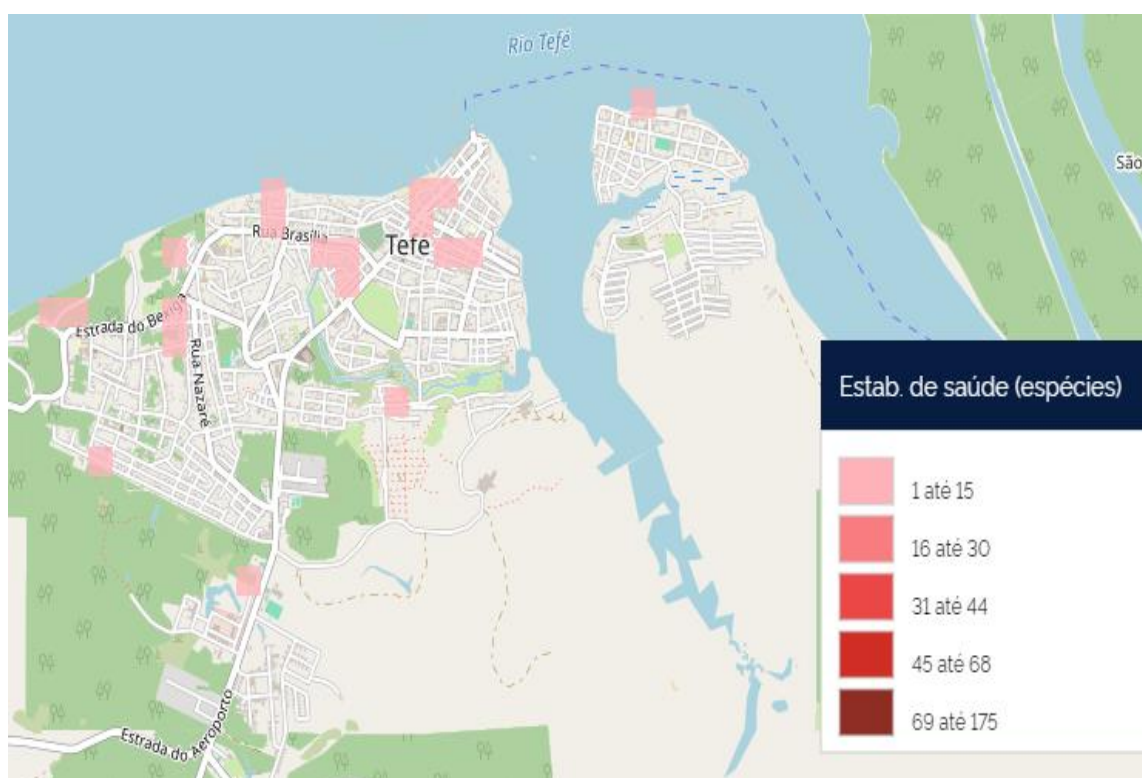 Rio Tefé
São
Rua Brasília
Tefé
Estrada do Bexiga
Rua Nazaré
Estrada do Aeroporto
Estab. de saúde (espécies)
1 até 15
16 até 30
31 até 44
45 até 68
69 até 175